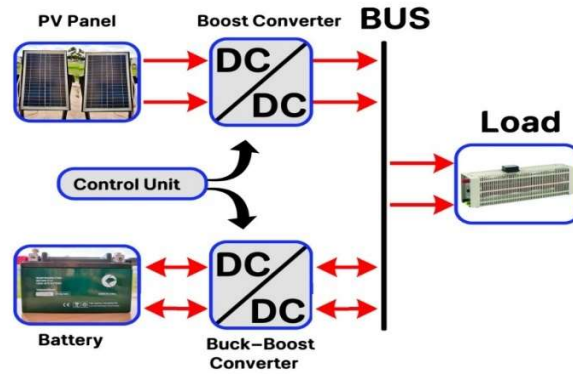 PV Panel
Boost Converter
BUS
DC
DC
Load
Control Unit
DC
DC
Battery
Buck–Boost
Converter